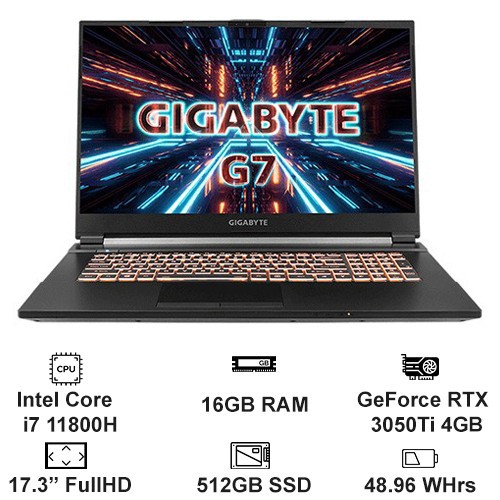 GIGABYTE
G7
GIGABYTE
CPU
GB
Intel Core
i7 11800H
16GB RAM
GeForce RTX
3050Ti 4GB
17.3” FullHD
512GB SSD
48.96 WHrs